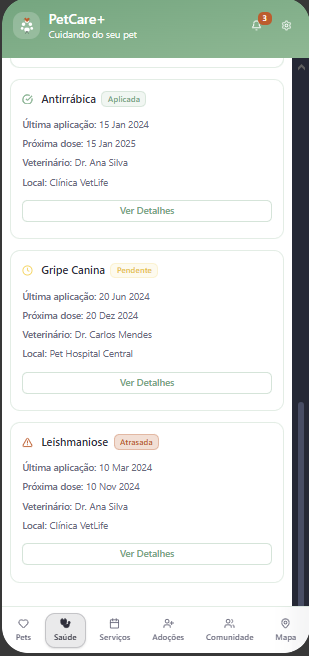 PetCare+
Cuidando do seu pet
3
Antirrábica Aplicada
Última aplicação: 15 Jan 2024
Próxima dose: 15 Jan 2025
Veterinário: Dr. Ana Silva
Local: Clínica VetLife
Ver Detalhes
Gripe Canina Pendente
Última aplicação: 20 Jun 2024
Próxima dose: 20 Dez 2024
Veterinário: Dr. Carlos Mendes
Local: Pet Hospital Central
Ver Detalhes
Leishmaniose Atrasada
Última aplicação: 10 Mar 2024
Próxima dose: 10 Nov 2024
Veterinário: Dr. Ana Silva
Local: Clínica VetLife
Ver Detalhes
Pets Saúde Serviços Adoções Comunidade Mapa